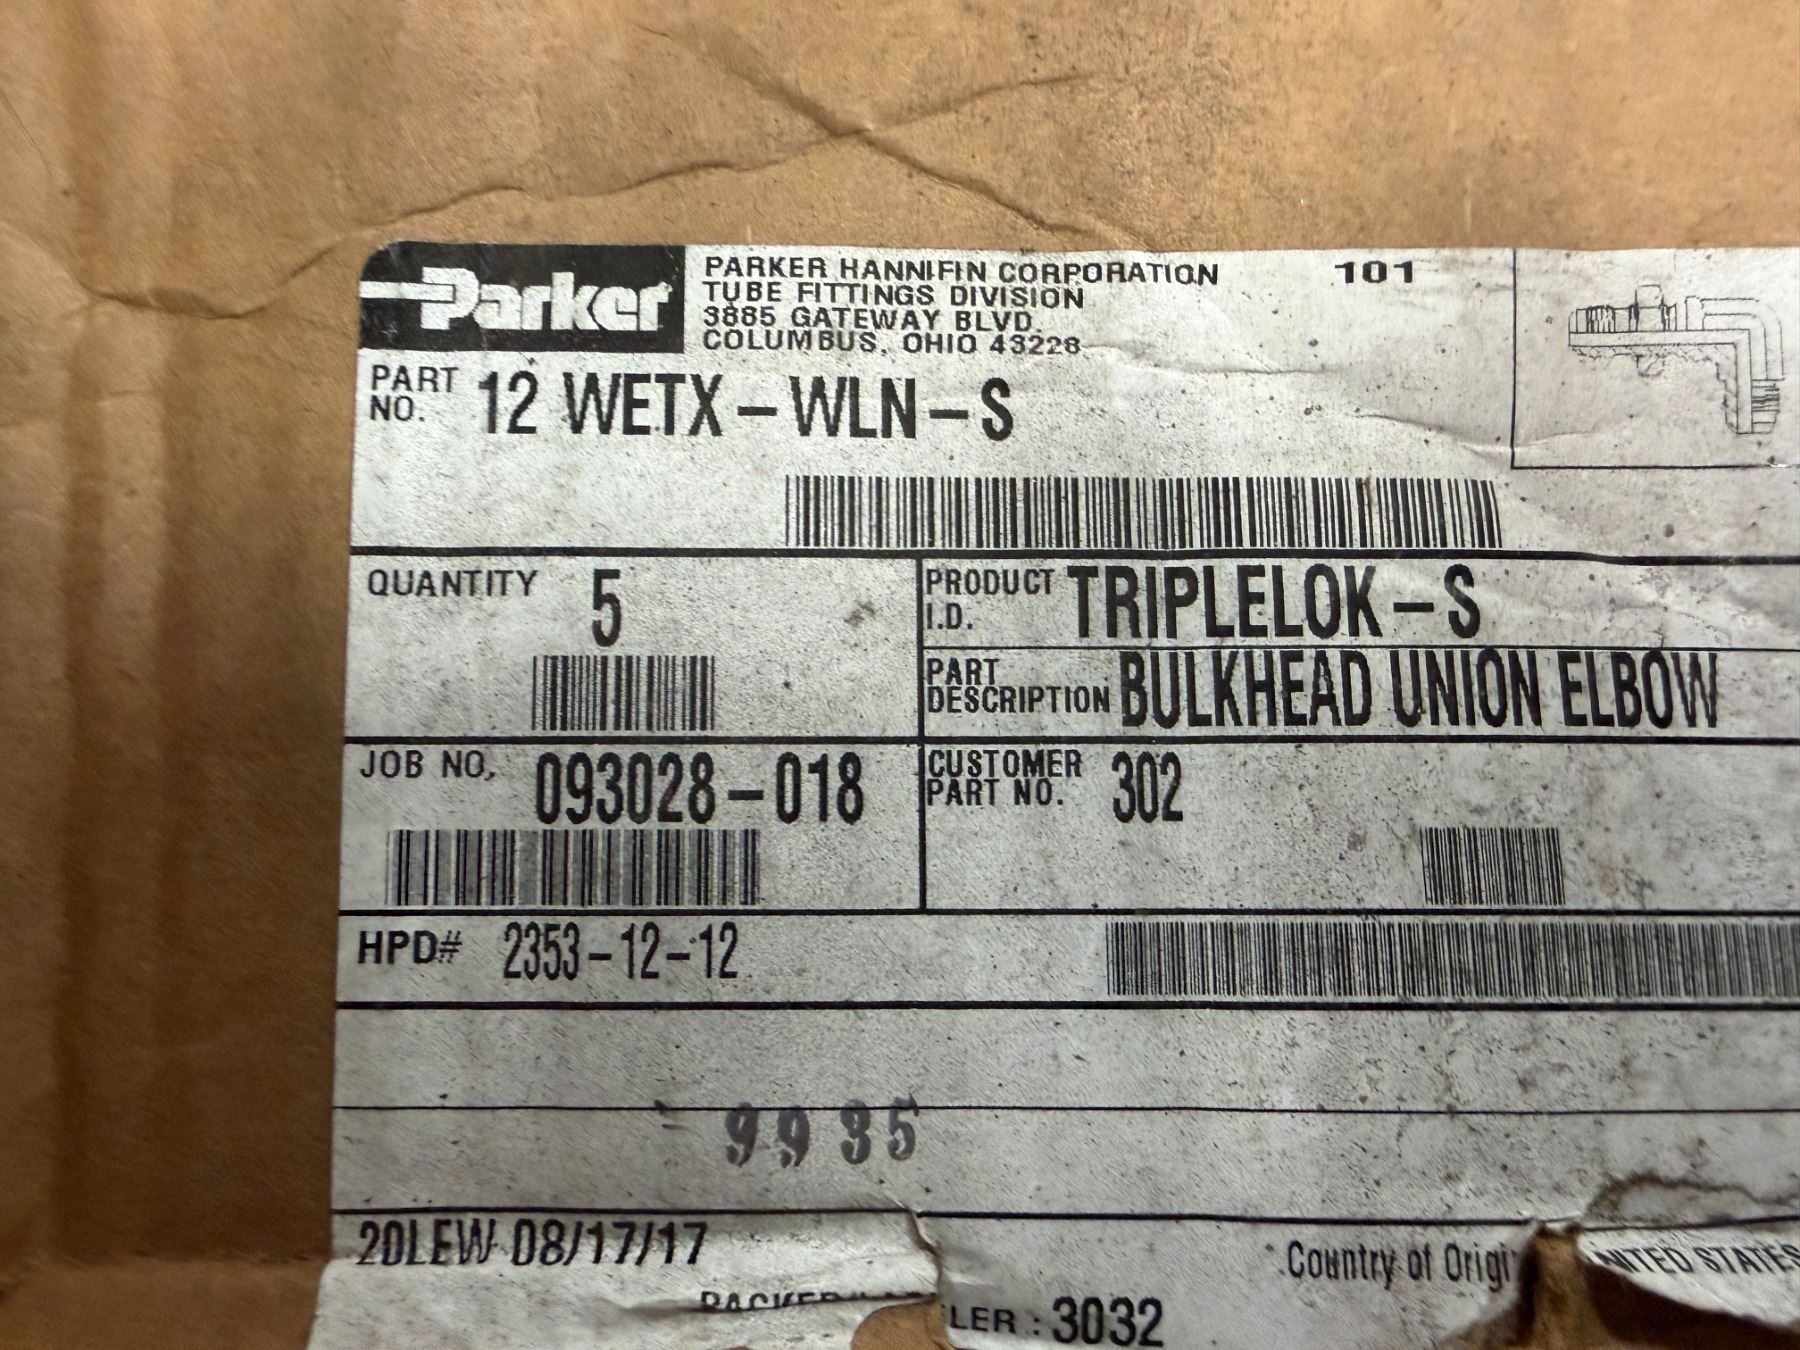 Parker
PARKER HANNIFIN CORPORATION 101
TUBE FITTINGS DIVISION
3885 GATEWAY BLVD.
COLUMBUS, OHIO 43228
PART NO. 12 WETX-WLN-S
QUANTITY 5
PRODUCT I.D. TRIPLELOK-S
PART DESCRIPTION BULKHEAD UNION ELBOW
JOB NO. 093028-018
CUSTOMER PART NO. 302
HPD# 2353-12-12
9935
20LEW 08/17/17
Country of Origi
NITED STATES
LER: 3032